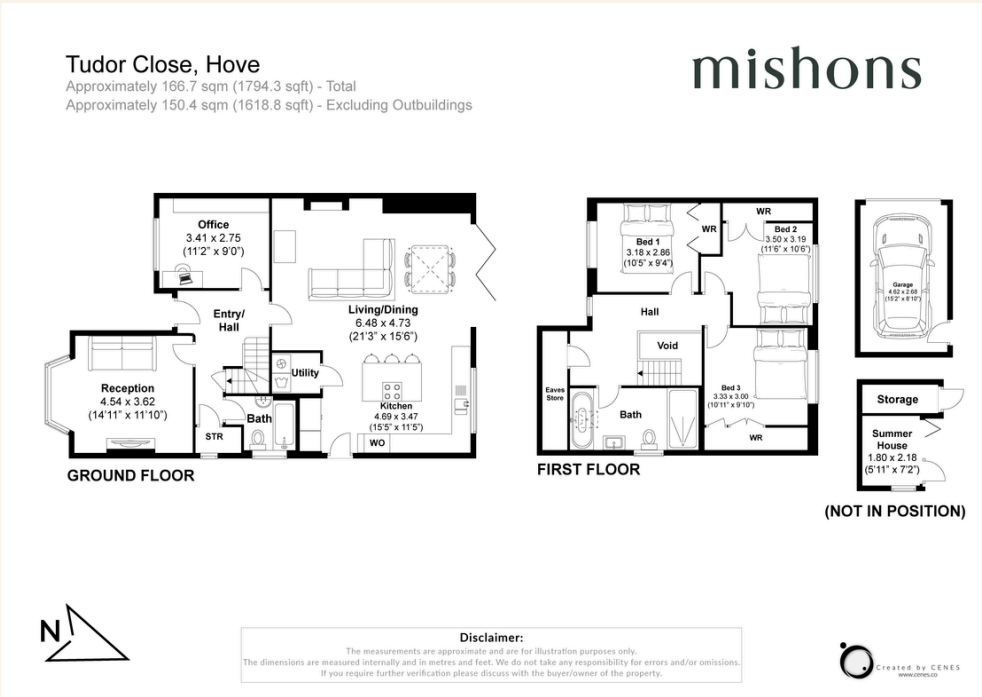 Tudor Close, Hove
Approximately 166.7 sqm (1794.3 sqft) - Total
Approximately 150.4 sqm (1618.8 sqft) - Excluding Outbuildings
mishons
Office
3.41 x 2.75
(11'2" x 9'0")
Entry/
Hall
Living/Dining
6.48 x 4.73
(21'3" x 15'6")
Utility
Reception
4.54 x 3.62
(14'11" x 11'10")
STR
Bath
Kitchen
4.69 x 3.47
(15'5" x 11'5")
WO
GROUND FLOOR
Bed 1
3.18 x 2.86
(10'5" x 9'4")
WR
WR
Bed 2
3.50 x 3.19
(11'6" x 10'6")
Hall
Void
Eaves
Store
Bath
Bed 3
3.33 x 3.00
(10'11" x 9'10")
WR
FIRST FLOOR
Garage
4.62 x 2.68
(15'2" x 8'10")
Storage
Summer
House
1.80 x 2.18
(5'11" x 7'2")
(NOT IN POSITION)
N
Disclaimer:
The measurements are approximate and are for illustration purposes only.
The dimensions are measured internally and in metres and feet. We do not take any responsibility for errors and/or omissions.
If you require further verification please discuss with the buyer/owner of the property.
Created by CENES
www.cenes.co